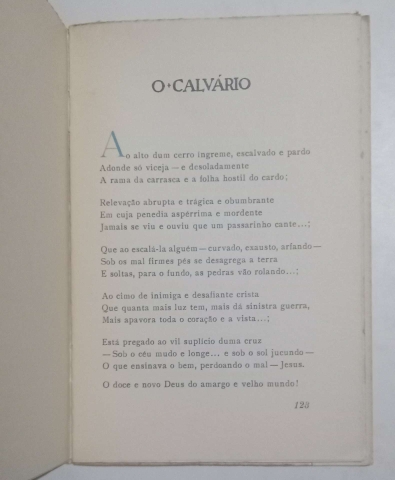 O·CALVÁRIO
Ao alto dum cerro ingreme, escalvado e pardo
Adonde só viceja — e desoladamente
A rama da carrasca e a folha hostil do cardo;
Relevação abrupta e trágica e obumbrante
Em cuja penedia aspérrima e mordente
Jamais se viu e ouviu que um passarinho cante...;
Que ao escalá-la alguem — curvado, exausto, arfando —
Sob os mal firmes pés se desagrega a terra
E soltas, para o fundo, as pedras vão rolando...;
Ao cimo de inimiga e desafiante crista
Que quanta mais luz tem, mais dá sinistra guerra,
Mais apavora todo o coração e a vista...;
Está pregado ao vil suplício duma cruz
— Sob o céu mudo e longe... e sob o sol jucundo —
O que ensinava o bem, perdoando o mal — Jesus.
O doce e novo Deus do amargo e velho mundo!
123